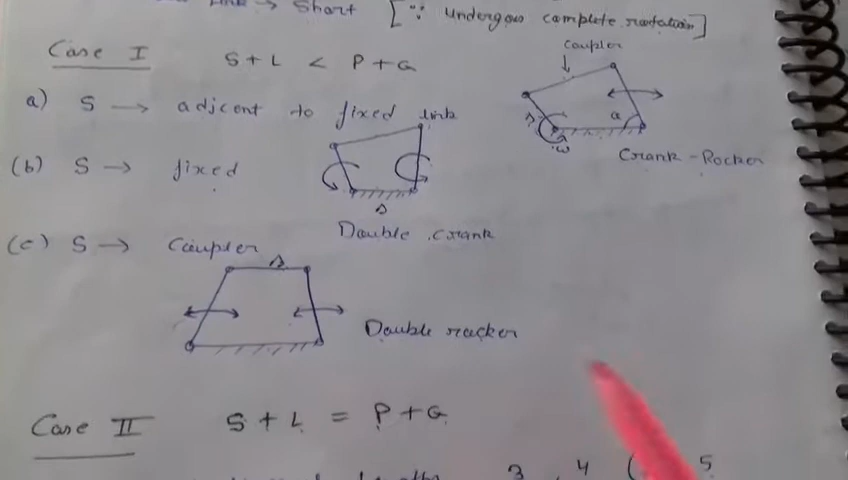 Link → Short [∵ undergoes complete rotation]
Case I S + L < P + G
coupler
a) S → adjcent to fixed link
a
s
ω
Crank - Rocker
(b) S → fixed
s
Double crank
(c) S → Coupler
s
Double rocker
Case II S + L = P + G
3 , 4 ( 5